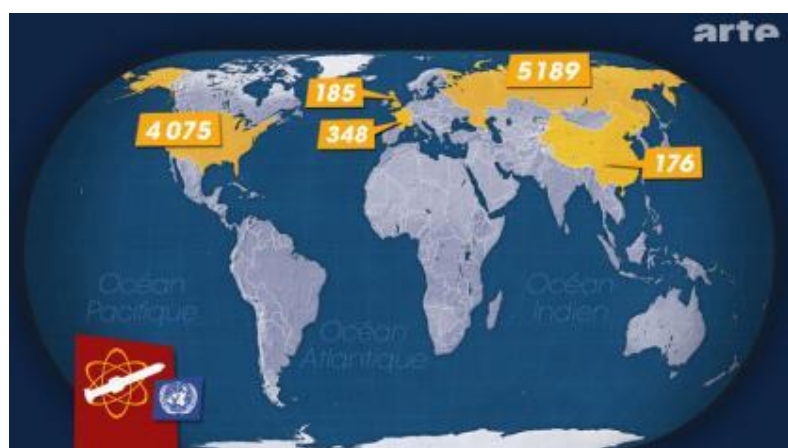 arte
5189
185
4 075
348
176
Océan
Pacifique
Océan
Atlantique
Océan
Indien